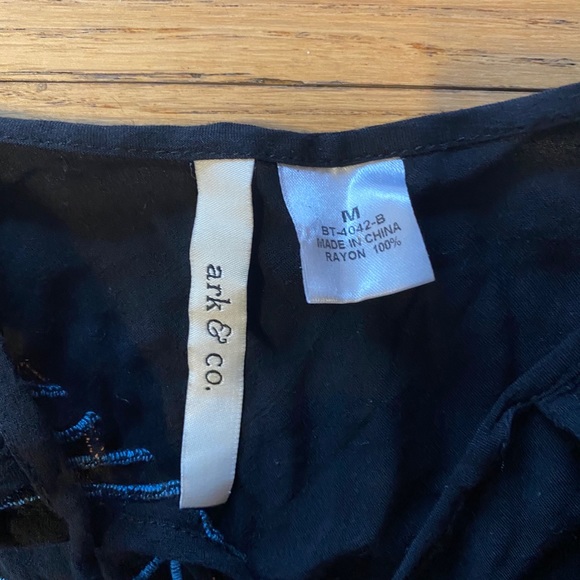 ark & co.
M
BT-4042-B
MADE IN CHINA
RAYON 100%